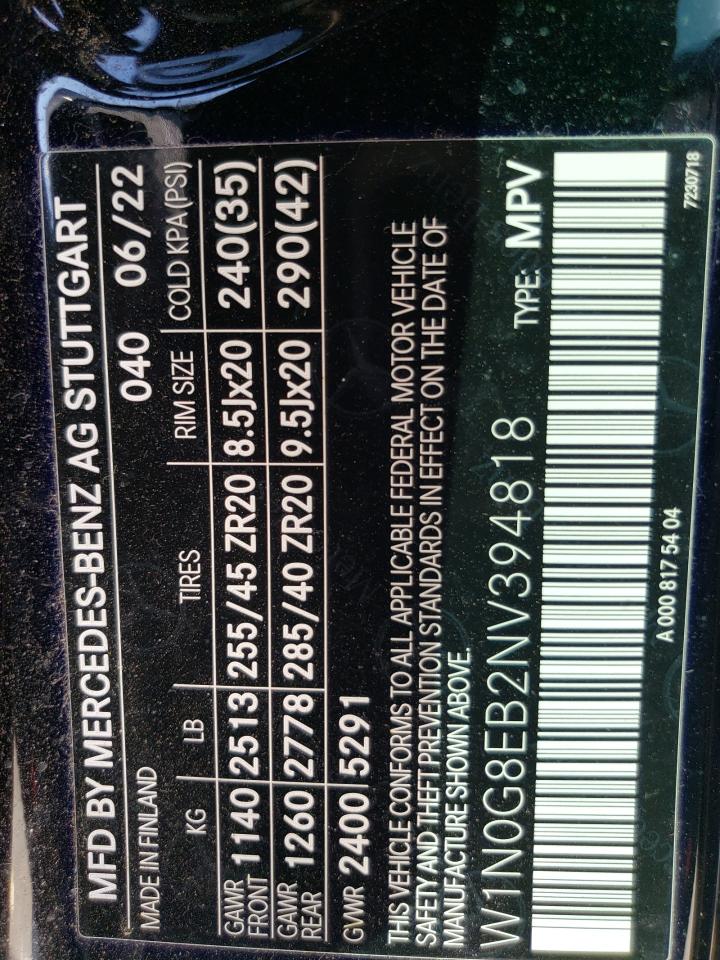 MFD BY MERCEDES-BENZ AG STUTTGART
MADE IN FINLAND 040 06/22
KG LB TIRES RIM SIZE COLD KPA(PSI)
GAWR FRONT 1140 2513 255/45 ZR20 8.5Jx20 240(35)
GAWR REAR 1260 2778 285/40 ZR20 9.5Jx20 290(42)
GVWR 2400 5291
THIS VEHICLE CONFORMS TO ALL APPLICABLE FEDERAL MOTOR VEHICLE
SAFETY AND THEFT PREVENTION STANDARDS IN EFFECT ON THE DATE OF
MANUFACTURE SHOWN ABOVE.
W1N0G8EB2NV394818 TYPE: MPV
A 000 817 54 04 7230718